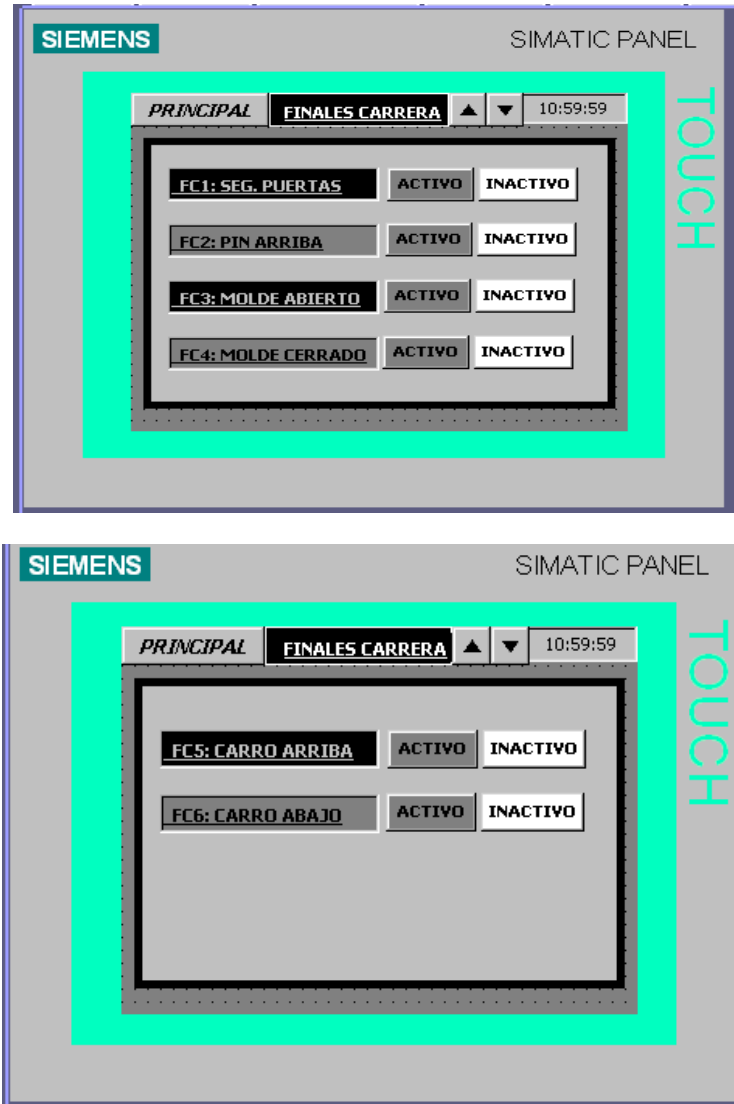 SIEMENS SIMATIC PANEL
PRINCIPAL FINALES CARRERA ▲ ▼ 10:59:59
TOUCH
FC1: SEG. PUERTAS ACTIVO INACTIVO
FC2: PIN ARRIBA ACTIVO INACTIVO
FC3: MOLDE ABIERTO ACTIVO INACTIVO
FC4: MOLDE CERRADO ACTIVO INACTIVO
SIEMENS SIMATIC PANEL
PRINCIPAL FINALES CARRERA ▲ ▼ 10:59:59
TOUCH
FC5: CARRO ARRIBA ACTIVO INACTIVO
FC6: CARRO ABAJO ACTIVO INACTIVO